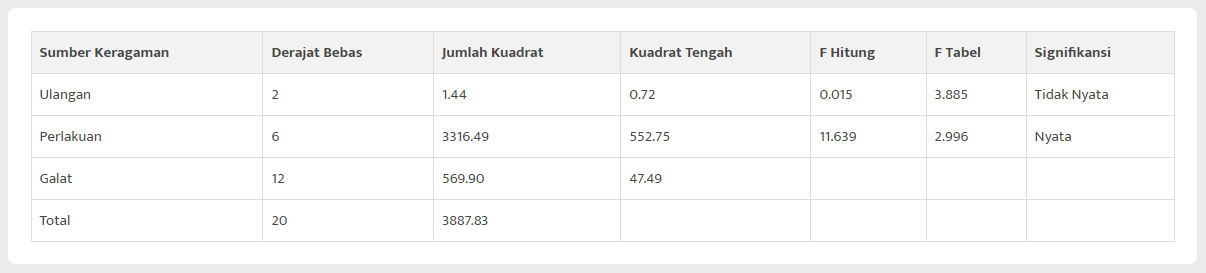 Sumber Keragaman Derajat Bebas Jumlah Kuadrat Kuadrat Tengah F Hitung F Tabel Signifikansi
Ulangan 2 1.44 0.72 0.015 3.885 Tidak Nyata
Perlakuan 6 3316.49 552.75 11.639 2.996 Nyata
Galat 12 569.90 47.49
Total 20 3887.83